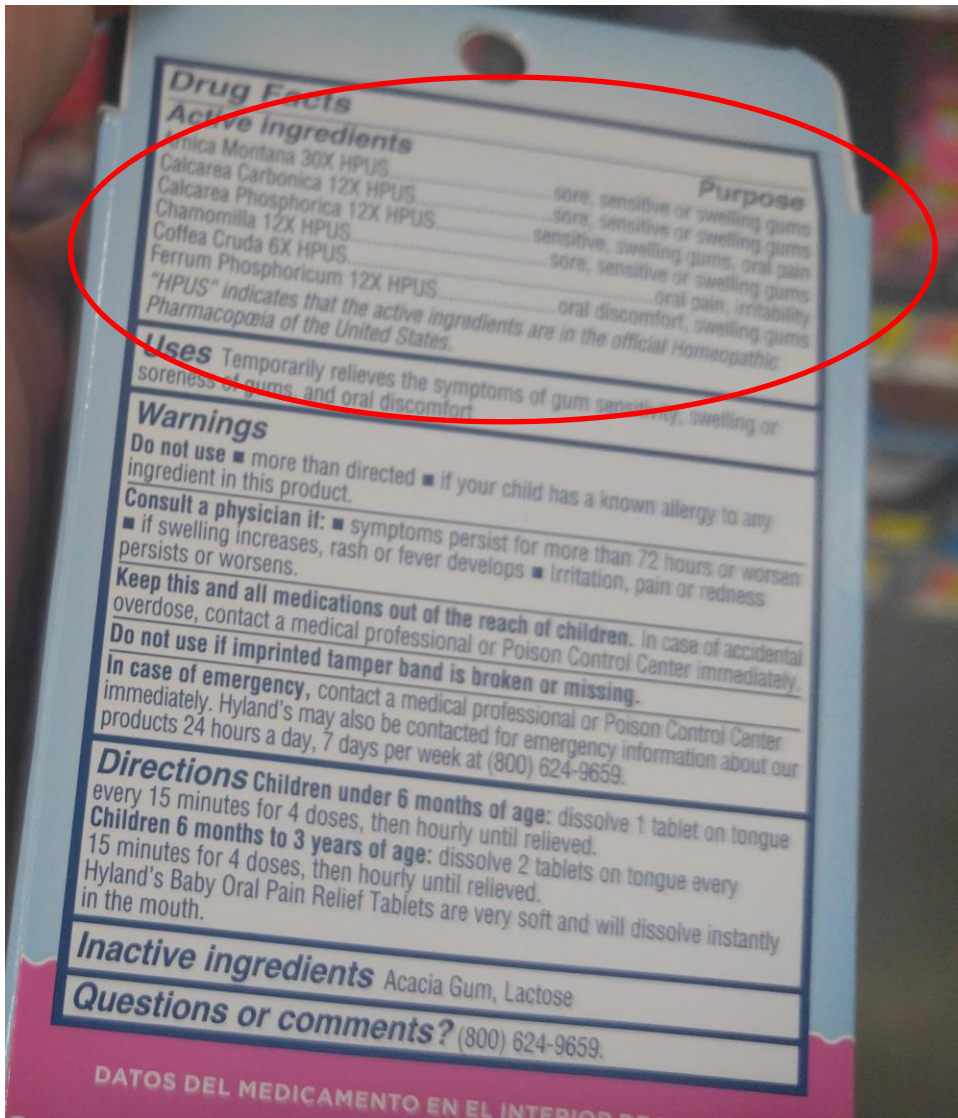 Drug Facts
Active ingredients
Purpose
Arnica Montana 30X HPUS..........sore, sensitive or swelling gums
Calcarea Carbonica 12X HPUS..........sore, sensitive or swelling gums
Calcarea Phosphorica 12X HPUS..........sensitive, swelling gums, oral pain
Chamomilla 12X HPUS..........sore, sensitive or swelling gums
Coffea Cruda 6X HPUS..........oral pain, irritability
Ferrum Phosphoricum 12X HPUS..........oral discomfort, swelling gums
"HPUS" indicates that the active ingredients are in the official Homeopathic
Pharmacopœia of the United States.
Uses Temporarily relieves the symptoms of gum sensitivity, swelling or
soreness of gums, and oral discomfort
Warnings
Do not use ■ more than directed ■ if your child has a known allergy to any
ingredient in this product.
Consult a physician if: ■ symptoms persist for more than 72 hours or worsen
■ if swelling increases, rash or fever develops ■ Irritation, pain or redness
persists or worsens.
Keep this and all medications out of the reach of children. In case of accidental
overdose, contact a medical professional or Poison Control Center immediately.
Do not use if imprinted tamper band is broken or missing.
In case of emergency, contact a medical professional or Poison Control Center
immediately. Hyland's may also be contacted for emergency information about our
products 24 hours a day, 7 days per week at (800) 624-9659.
Directions Children under 6 months of age: dissolve 1 tablet on tongue
every 15 minutes for 4 doses, then hourly until relieved.
Children 6 months to 3 years of age: dissolve 2 tablets on tongue every
15 minutes for 4 doses, then hourly until relieved.
Hyland's Baby Oral Pain Relief Tablets are very soft and will dissolve instantly
in the mouth.
Inactive ingredients Acacia Gum, Lactose
Questions or comments? (800) 624-9659.
DATOS DEL MEDICAMENTO EN EL INTERIOR DE